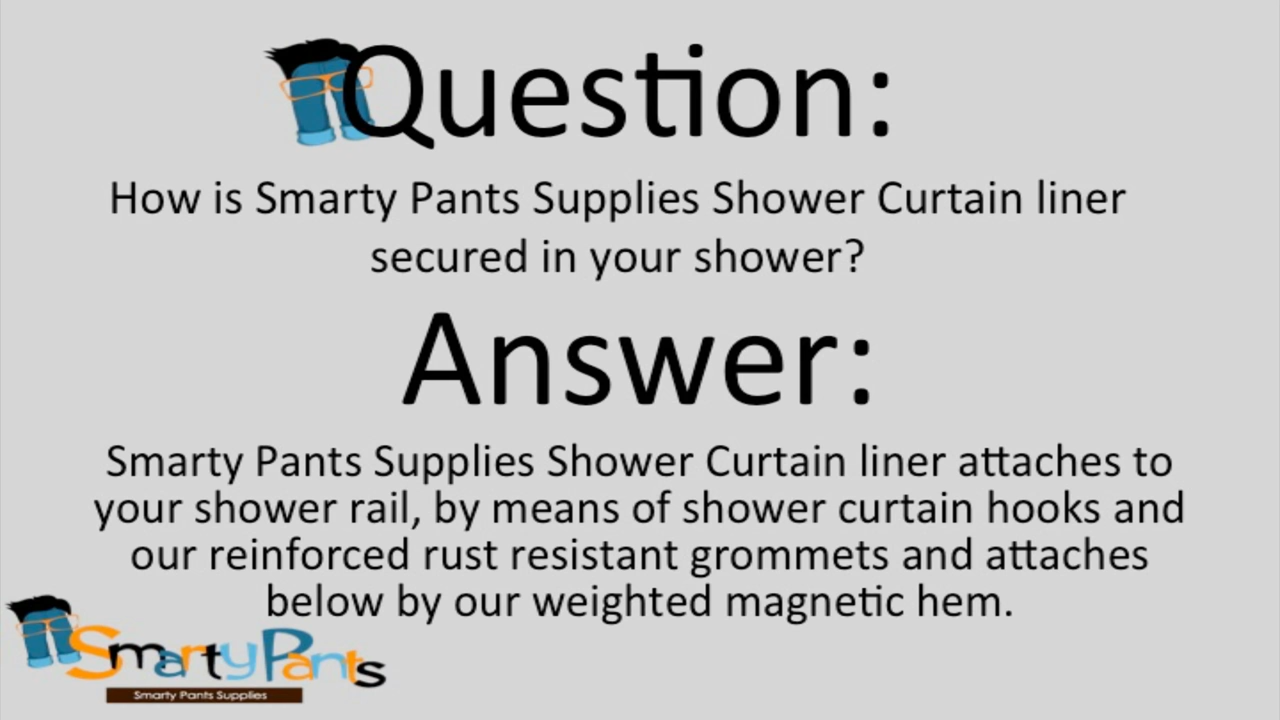 Question:
How is Smarty Pants Supplies Shower Curtain liner
secured in your shower?
Answer:
Smarty Pants Supplies Shower Curtain liner attaches to
your shower rail, by means of shower curtain hooks and
our reinforced rust resistant grommets and attaches
below by our weighted magnetic hem.
Smarty Pants
Smarty Pants Supplies